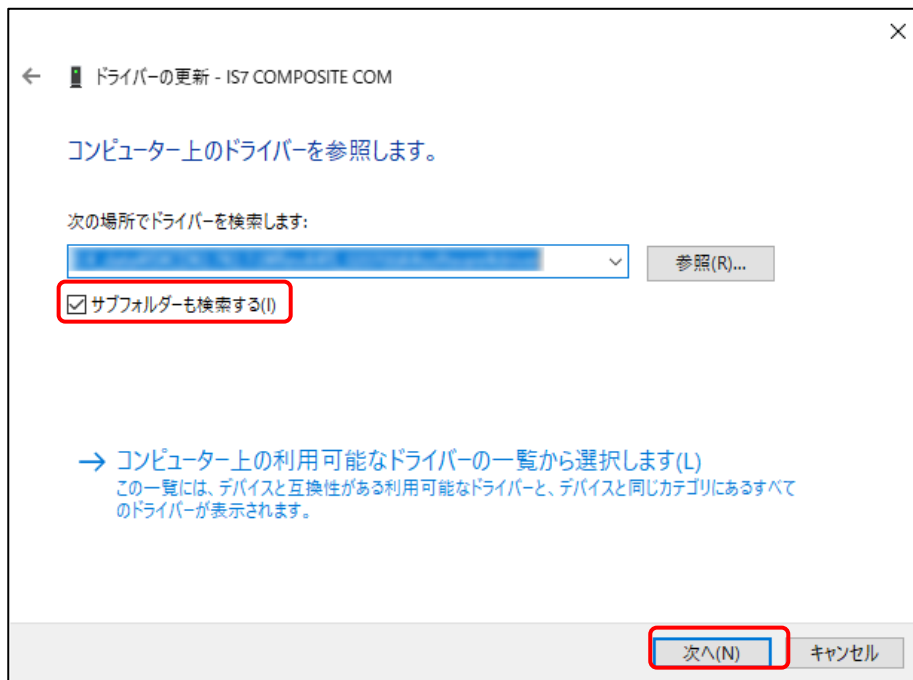 ドライバーの更新 - IS7 COMPOSITE COM
コンピューター上のドライバーを参照します。
次の場所でドライバーを検索します:
参照(R)...
サブフォルダーも検索する(I)
→ コンピューター上の利用可能なドライバーの一覧から選択します(L)
この一覧には、デバイスと互換性がある利用可能なドライバーと、デバイスと同じカテゴリにあるすべて
のドライバーが表示されます。
次へ(N)
キャンセル